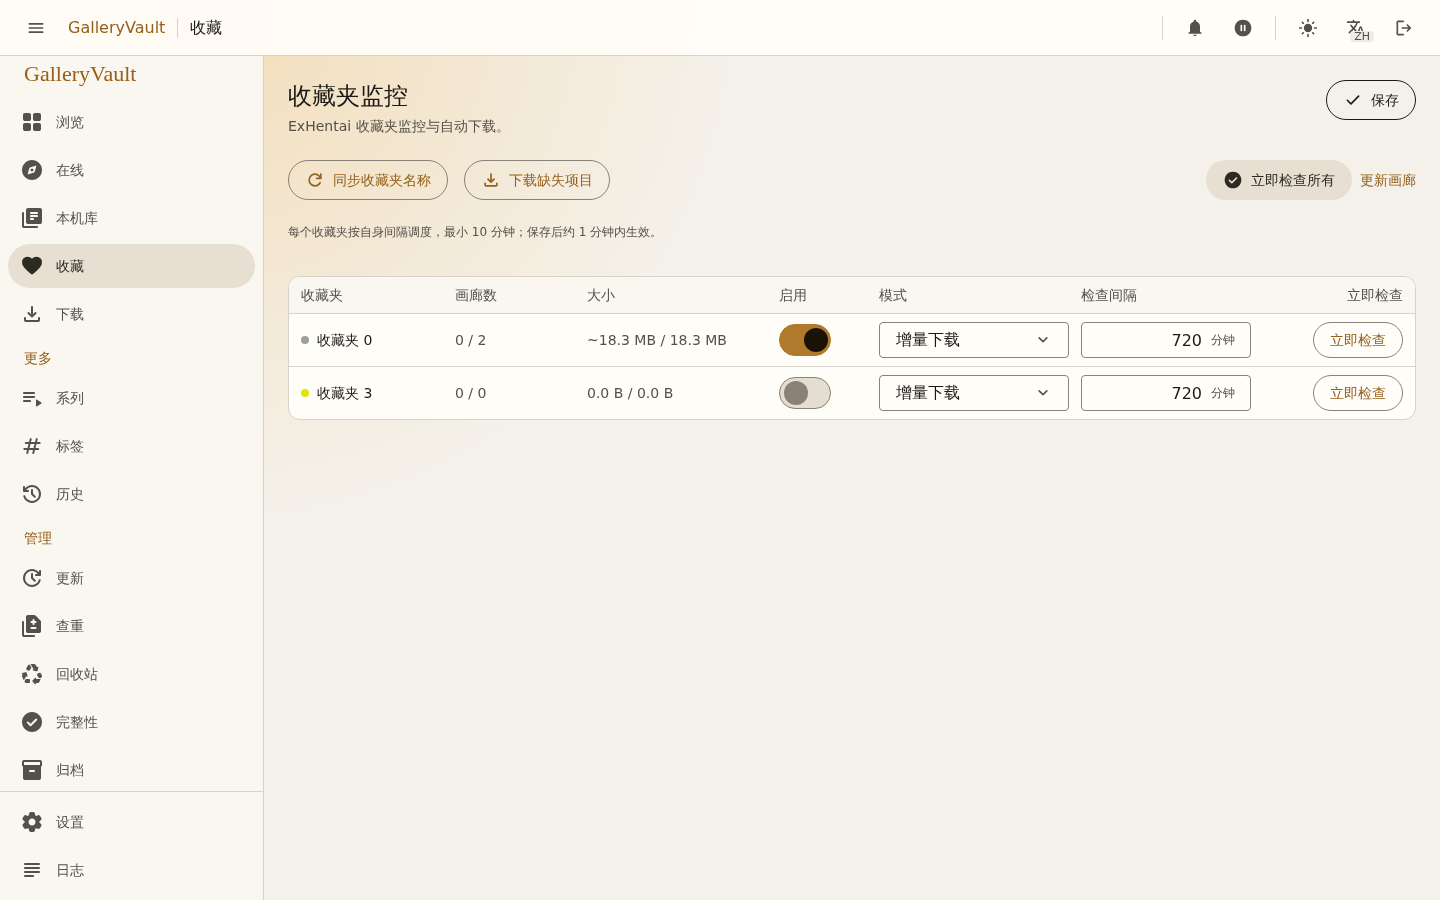 GalleryVault 收藏
ZH
GalleryVault
浏览
在线
本机库
收藏
下载
更多
系列
标签
历史
管理
更新
查重
回收站
完整性
归档
设置
日志
收藏夹监控
ExHentai 收藏夹监控与自动下载。
保存
同步收藏夹名称 下载缺失项目 立即检查所有 更新画廊
每个收藏夹按自身间隔调度，最小 10 分钟；保存后约 1 分钟内生效。
收藏夹 画廊数 大小 启用 模式 检查间隔 立即检查
收藏夹 0 0 / 2 ~18.3 MB / 18.3 MB 增量下载 720 分钟 立即检查
收藏夹 3 0 / 0 0.0 B / 0.0 B 增量下载 720 分钟 立即检查